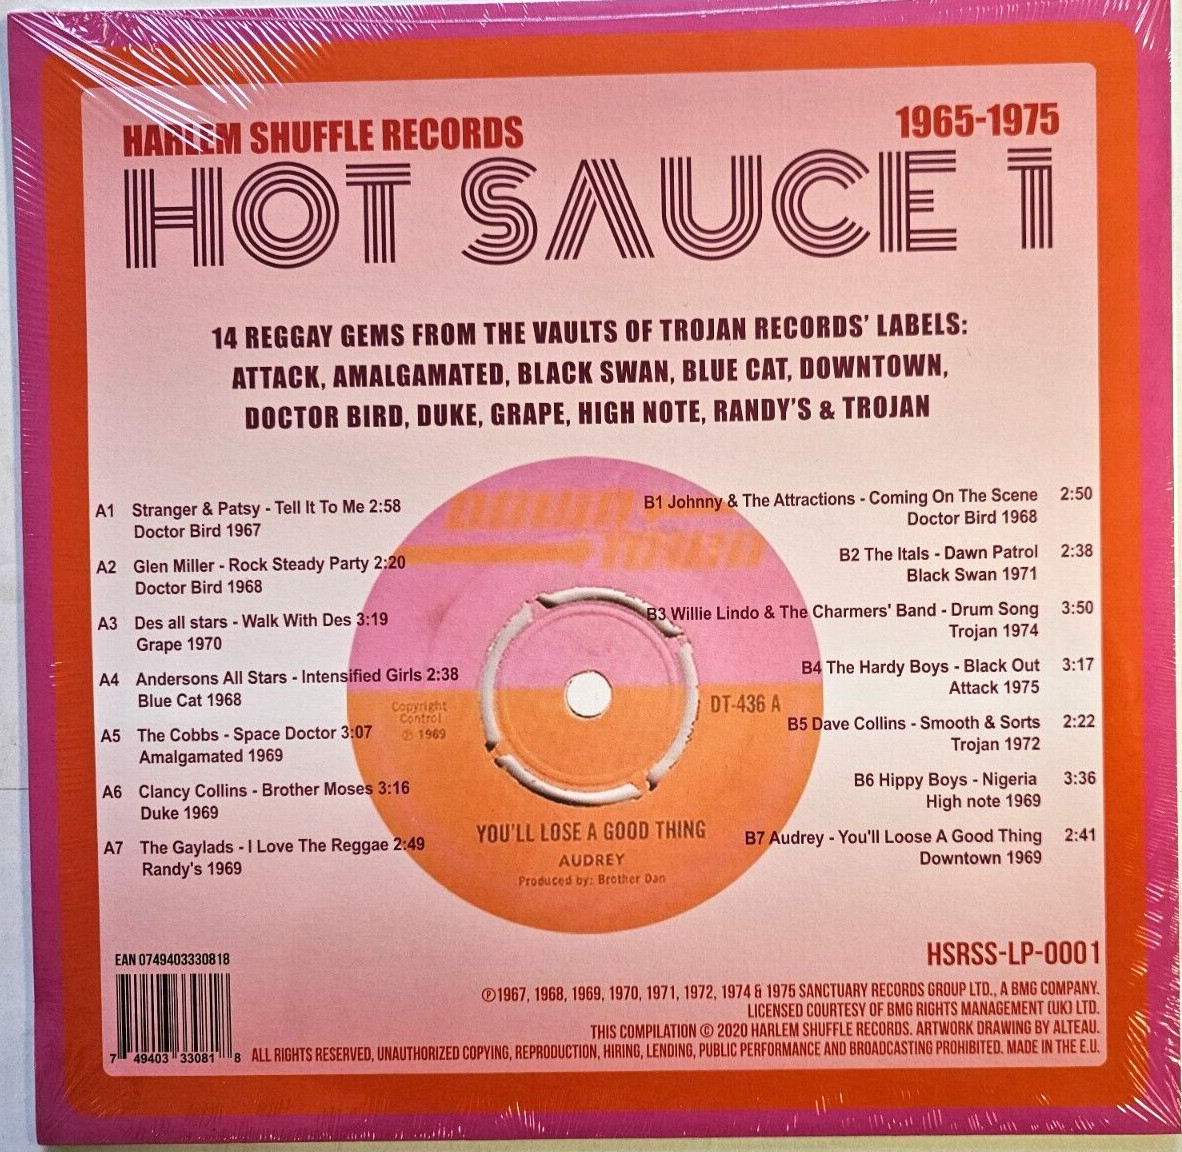 HARLEM SHUFFLE RECORDS
1965-1975
HOT SAUCE 1
14 REGGAY GEMS FROM THE VAULTS OF TROJAN RECORDS' LABELS:
ATTACK, AMALGAMATED, BLACK SWAN, BLUE CAT, DOWNTOWN,
DOCTOR BIRD, DUKE, GRAPE, HIGH NOTE, RANDY'S & TROJAN
A1 Stranger & Patsy - Tell It To Me 2:58
Doctor Bird 1967
A2 Glen Miller - Rock Steady Party 2:20
Doctor Bird 1968
A3 Des all stars - Walk With Des 3:19
Grape 1970
A4 Andersons All Stars - Intensified Girls 2:38
Blue Cat 1968
A5 The Cobbs - Space Doctor 3:07
Amalgamated 1969
A6 Clancy Collins - Brother Moses 3:16
Duke 1969
A7 The Gaylads - I Love The Reggae 2:49
Randy's 1969
B1 Johnny & The Attractions - Coming On The Scene 2:50
Doctor Bird 1968
B2 The Itals - Dawn Patrol 2:38
Black Swan 1971
B3 Willie Lindo & The Charmers' Band - Drum Song 3:50
Trojan 1974
B4 The Hardy Boys - Black Out 3:17
Attack 1975
B5 Dave Collins - Smooth & Sorts 2:22
Trojan 1972
B6 Hippy Boys - Nigeria 3:36
High note 1969
B7 Audrey - You'll Loose A Good Thing 2:41
Downtown 1969
DOWN
TOWN
Copyright
Control
℗ 1969
DT-436 A
YOU'LL LOSE A GOOD THING
AUDREY
Produced by: Brother Dan
EAN 0749403330818
7 49403 33081 8
HSRSS-LP-0001
℗1967, 1968, 1969, 1970, 1971, 1972, 1974 & 1975 SANCTUARY RECORDS GROUP LTD., A BMG COMPANY.
LICENSED COURTESY OF BMG RIGHTS MANAGEMENT (UK) LTD.
THIS COMPILATION © 2020 HARLEM SHUFFLE RECORDS. ARTWORK DRAWING BY ALTEAU.
ALL RIGHTS RESERVED, UNAUTHORIZED COPYING, REPRODUCTION, HIRING, LENDING, PUBLIC PERFORMANCE AND BROADCASTING PROHIBITED. MADE IN THE E.U.